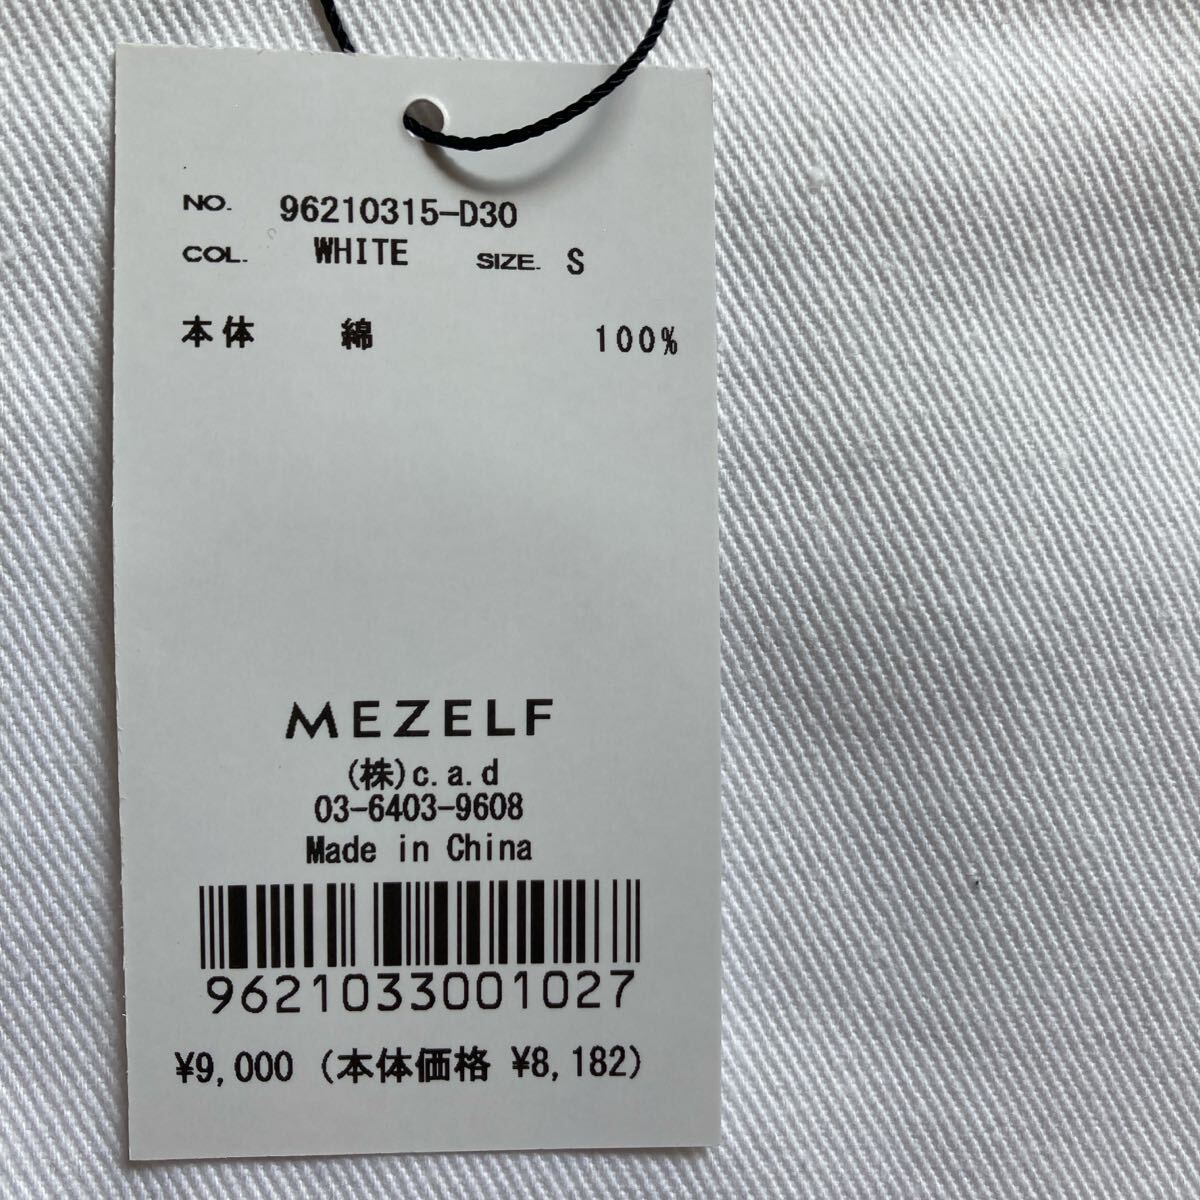 NO. 96210315-D30
COL. WHITE SIZE. S
本体 綿 100%
MEZELF
(株)c.a.d
03-6403-9608
Made in China
9621033001027
¥9,000 (本体価格 ¥8,182)